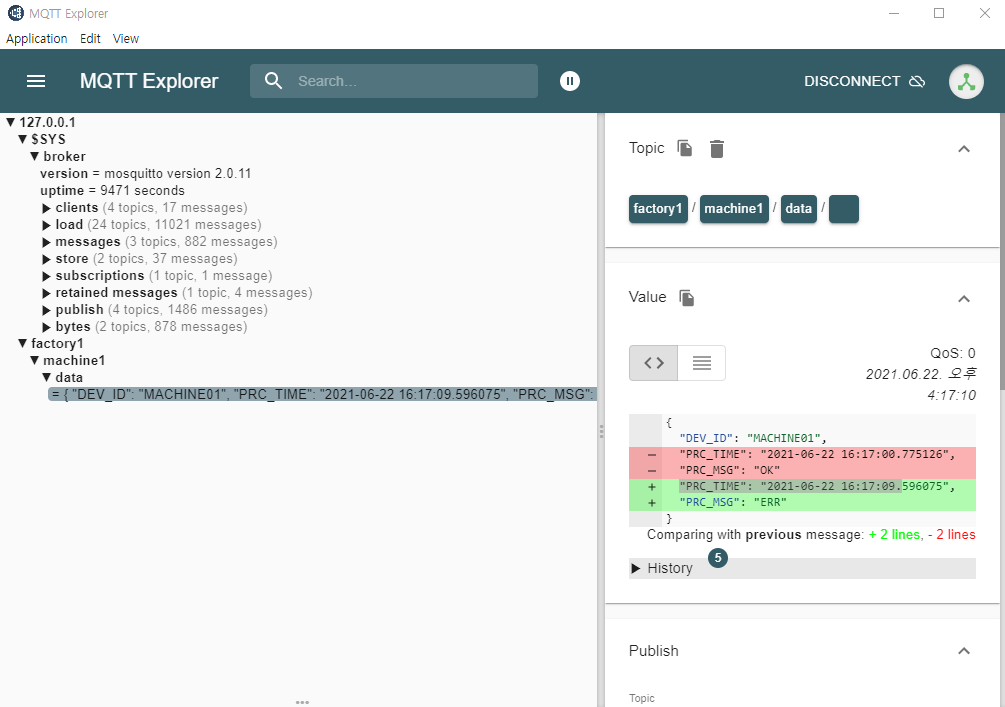 MQTT Explorer
Application Edit View
MQTT Explorer
Search...
DISCONNECT
▼ 127.0.0.1
▼ $SYS
▼ broker
version = mosquitto version 2.0.11
uptime = 9471 seconds
▶ clients (4 topics, 17 messages)
▶ load (24 topics, 11021 messages)
▶ messages (3 topics, 882 messages)
▶ store (2 topics, 37 messages)
▶ subscriptions (1 topic, 1 message)
▶ retained messages (1 topic, 4 messages)
▶ publish (4 topics, 1486 messages)
▶ bytes (2 topics, 878 messages)
▼ factory1
▼ machine1
▼ data
= { "DEV_ID": "MACHINE01", "PRC_TIME": "2021-06-22 16:17:09.596075", "PRC_MSG":
Topic
factory1 / machine1 / data /
Value
QoS: 0
2021.06.22. 오후
4:17:10
{
"DEV_ID": "MACHINE01",
- "PRC_TIME": "2021-06-22 16:17:00.775126",
- "PRC_MSG": "OK"
+ "PRC_TIME": "2021-06-22 16:17:09.596075",
+ "PRC_MSG": "ERR"
}
Comparing with previous message: + 2 lines, - 2 lines
▶ History 5
Publish
Topic